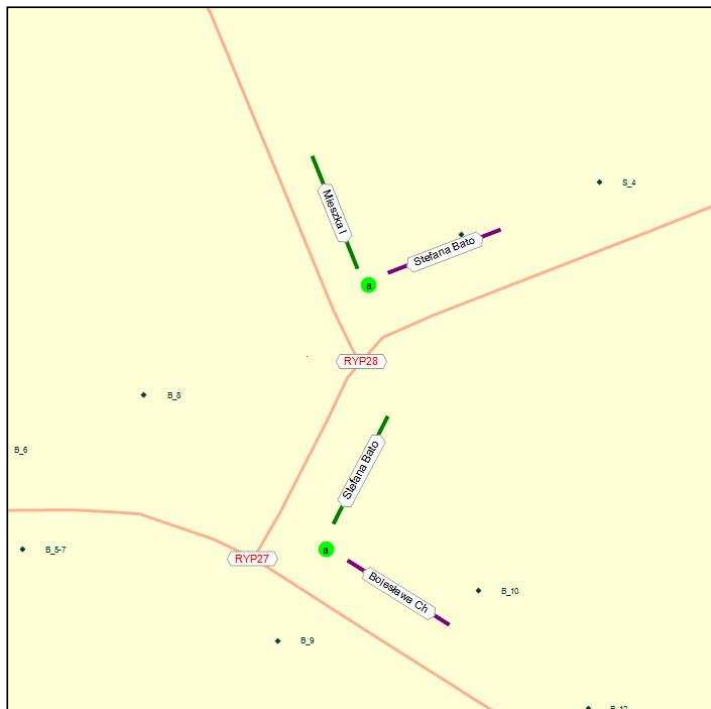 Mieszka I
S_4
Stefana Bato
a
RYP28
B_8
B_6
Stefana Bato
B_5-7
a
RYP27
Bolesława Ch
B_10
B_9